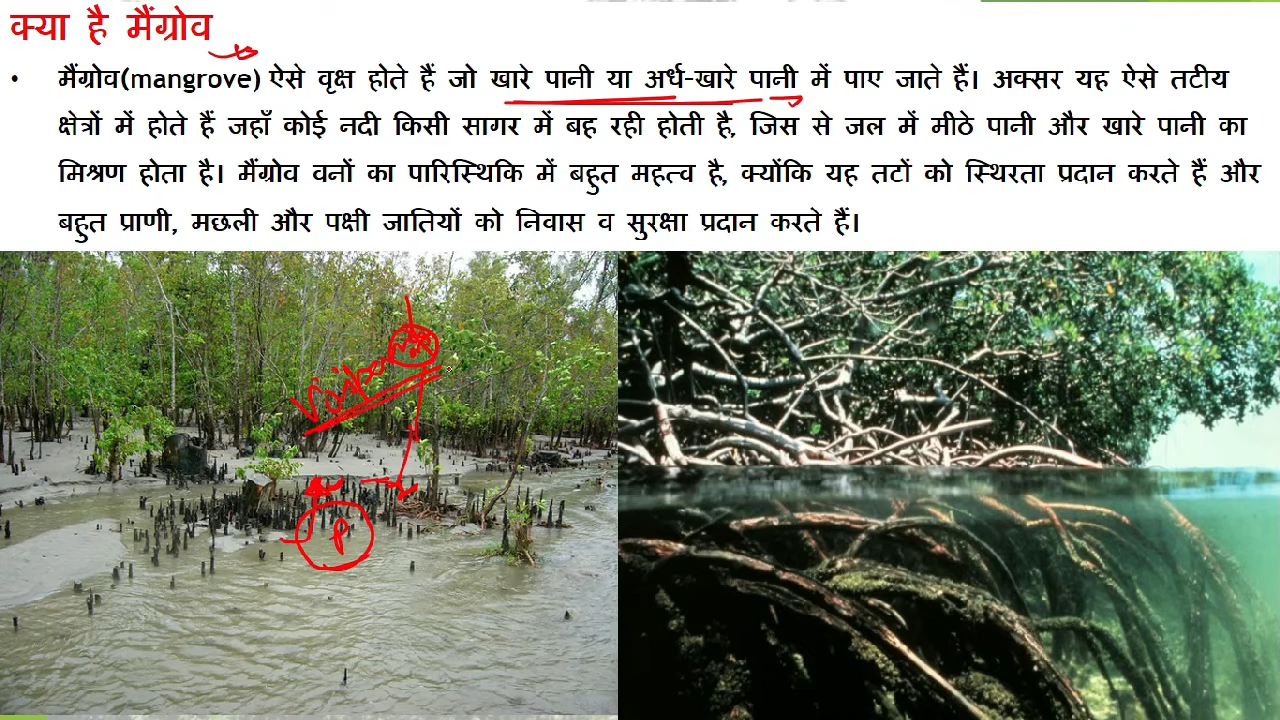 क्या है मैंग्रोव
• मैंग्रोव(mangrove) ऐसे वृक्ष होते हैं जो खारे पानी या अर्ध-खारे पानी में पाए जाते हैं। अक्सर यह ऐसे तटीय
क्षेत्रों में होते हैं जहाँ कोई नदी किसी सागर में बह रही होती है, जिस से जल में मीठे पानी और खारे पानी का
मिश्रण होता है। मैंग्रोव वनों का पारिस्थिकि में बहुत महत्व है, क्योंकि यह तटों को स्थिरता प्रदान करते हैं और
बहुत प्राणी, मछली और पक्षी जातियों को निवास व सुरक्षा प्रदान करते हैं।
P